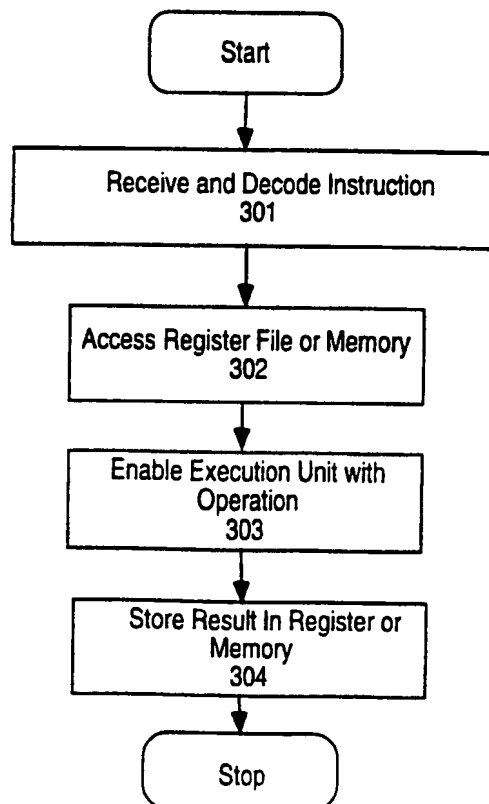 Start
Receive and Decode Instruction
301
Access Register File or Memory
302
Enable Execution Unit with
Operation
303
Store Result In Register or
Memory
304
Stop